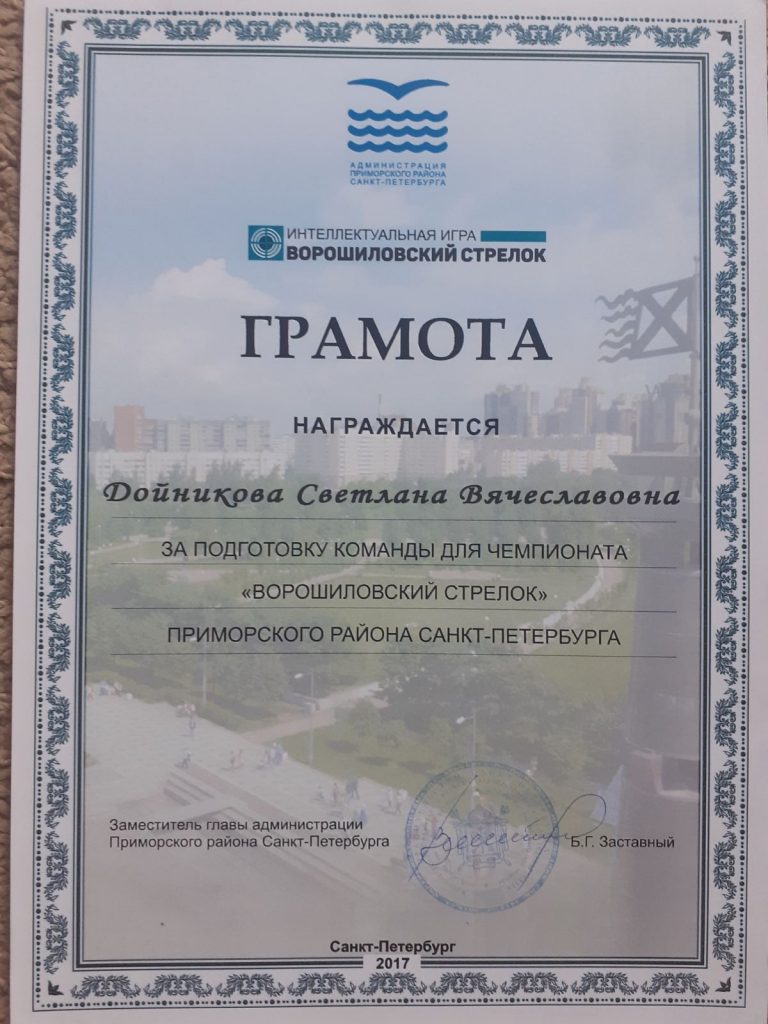 АДМИНИСТРАЦИЯ
ПРИМОРСКОГО РАЙОНА
САНКТ-ПЕТЕРБУРГА
ИНТЕЛЛЕКТУАЛЬНАЯ ИГРА
ВОРОШИЛОВСКИЙ СТРЕЛОК
ГРАМОТА
НАГРАЖДАЕТСЯ
Дойникова Светлана Вячеславовна
ЗА ПОДГОТОВКУ КОМАНДЫ ДЛЯ ЧЕМПИОНАТА
«ВОРОШИЛОВСКИЙ СТРЕЛОК»
ПРИМОРСКОГО РАЙОНА САНКТ-ПЕТЕРБУРГА
Заместитель главы администрации
Приморского района Санкт-Петербурга
Б.Г. Заставный
Санкт-Петербург
2017